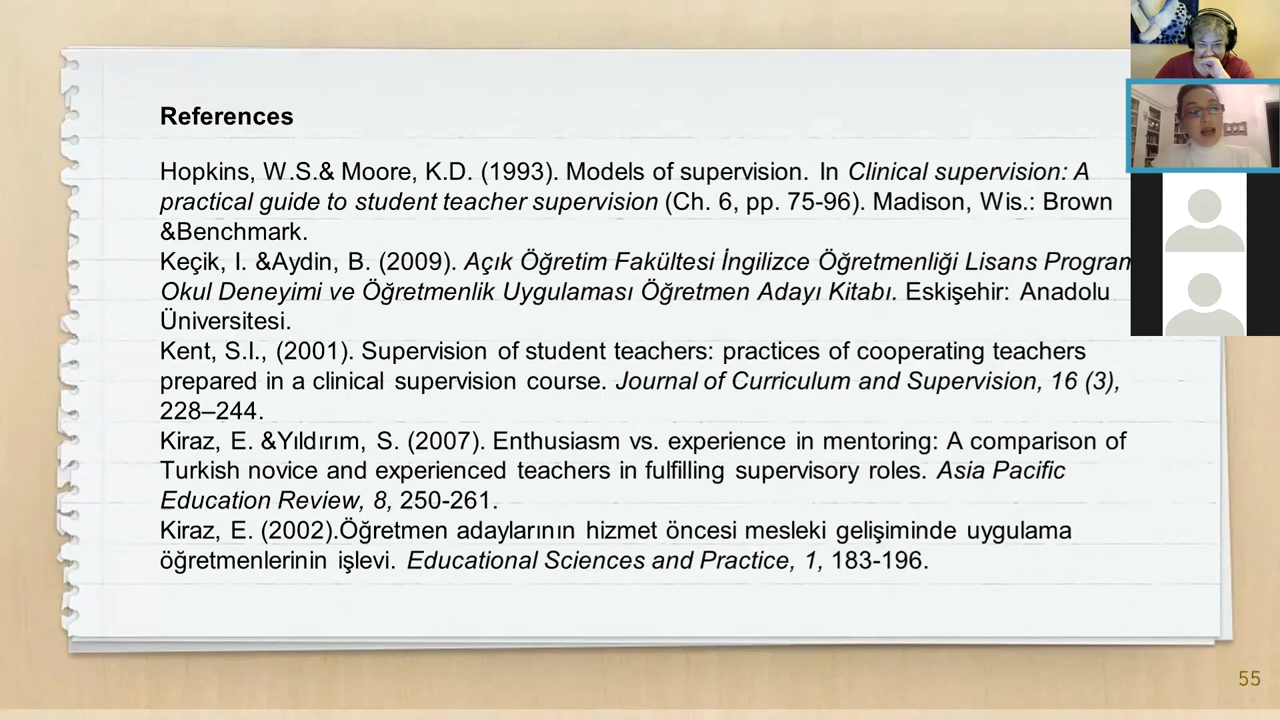 References
Hopkins, W.S.& Moore, K.D. (1993). Models of supervision. In Clinical supervision: A
practical guide to student teacher supervision (Ch. 6, pp. 75-96). Madison, Wis.: Brown
&Benchmark.
Keçik, I. &Aydin, B. (2009). Açık Öğretim Fakültesi İngilizce Öğretmenliği Lisans Program
Okul Deneyimi ve Öğretmenlik Uygulaması Öğretmen Adayı Kitabı. Eskişehir: Anadolu
Üniversitesi.
Kent, S.I., (2001). Supervision of student teachers: practices of cooperating teachers
prepared in a clinical supervision course. Journal of Curriculum and Supervision, 16 (3),
228–244.
Kiraz, E. &Yıldırım, S. (2007). Enthusiasm vs. experience in mentoring: A comparison of
Turkish novice and experienced teachers in fulfilling supervisory roles. Asia Pacific
Education Review, 8, 250-261.
Kiraz, E. (2002).Öğretmen adaylarının hizmet öncesi mesleki gelişiminde uygulama
öğretmenlerinin işlevi. Educational Sciences and Practice, 1, 183-196.
55